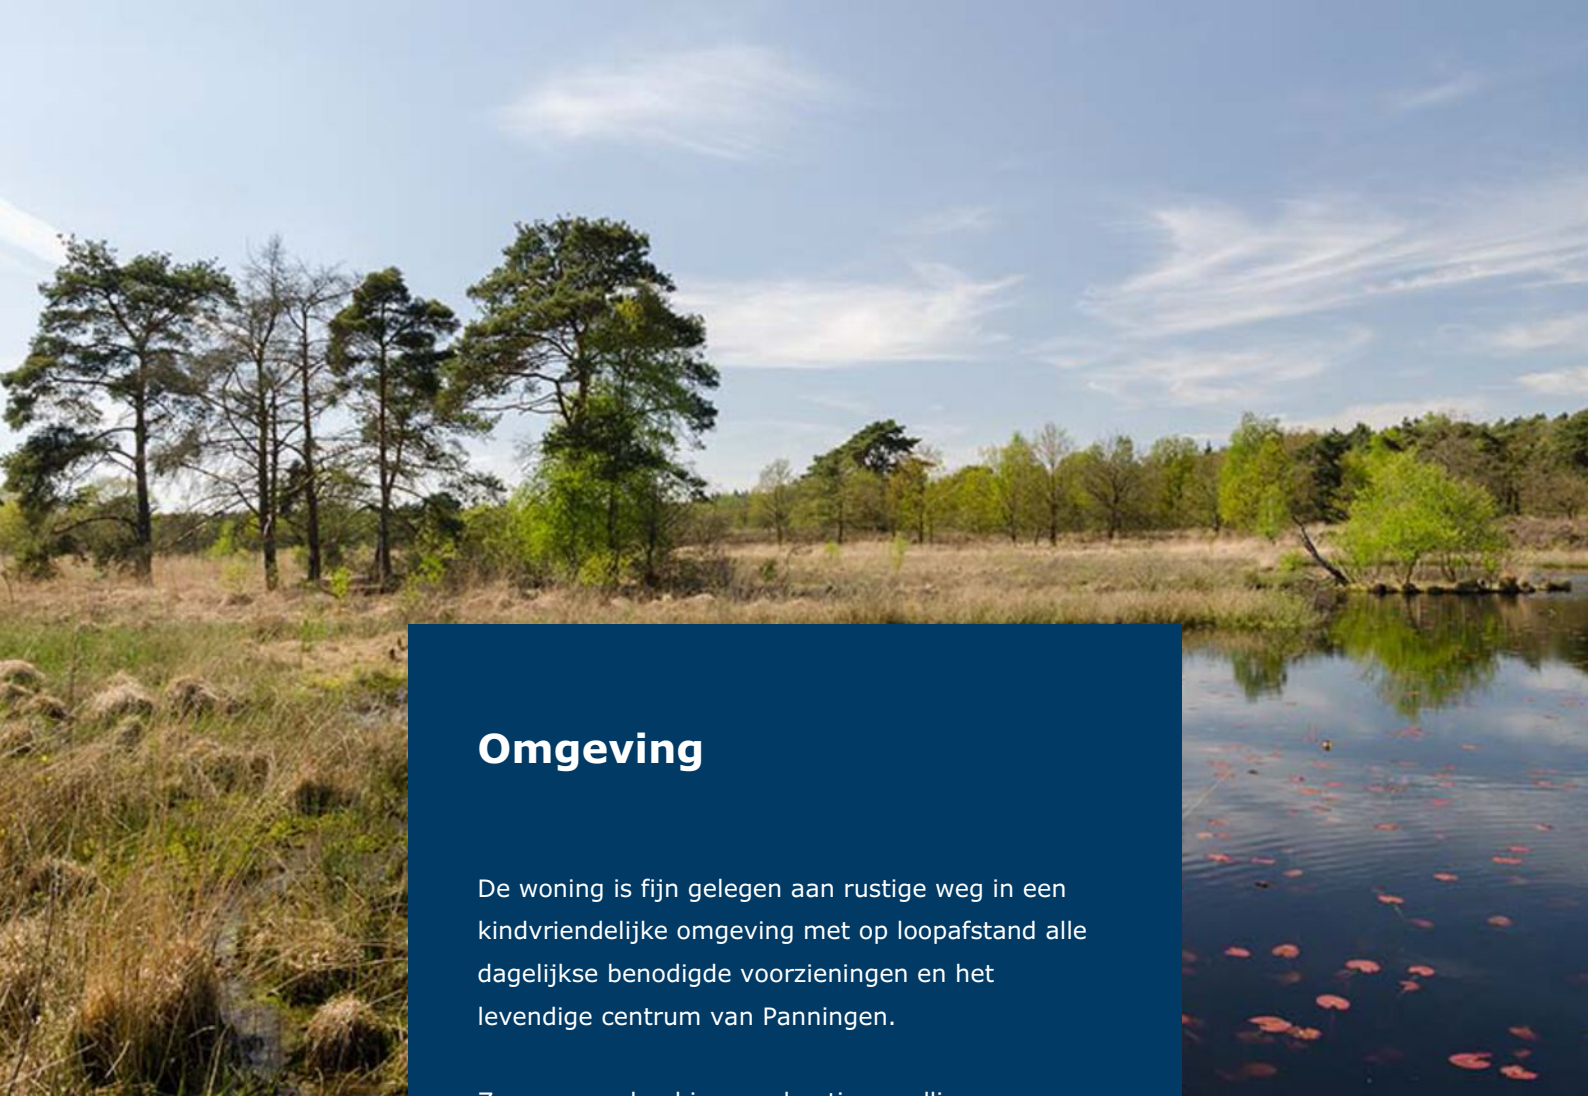 Omgeving
De woning is fijn gelegen aan rustige weg in een
kindvriendelijke omgeving met op loopafstand alle
dagelijkse benodigde voorzieningen en het
levendige centrum van Panningen.